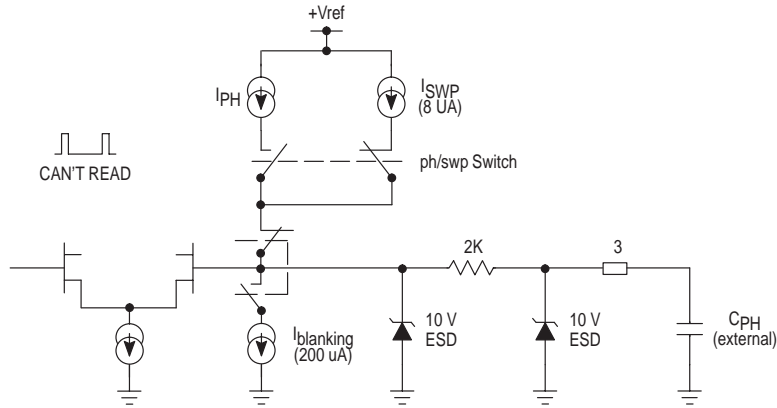 +Vref
IPH
ISWP
(8 UA)
CAN'T READ
ph/swp Switch
2K
3
Iblanking
(200 uA)
10 V
ESD
10 V
ESD
CPH
(external)